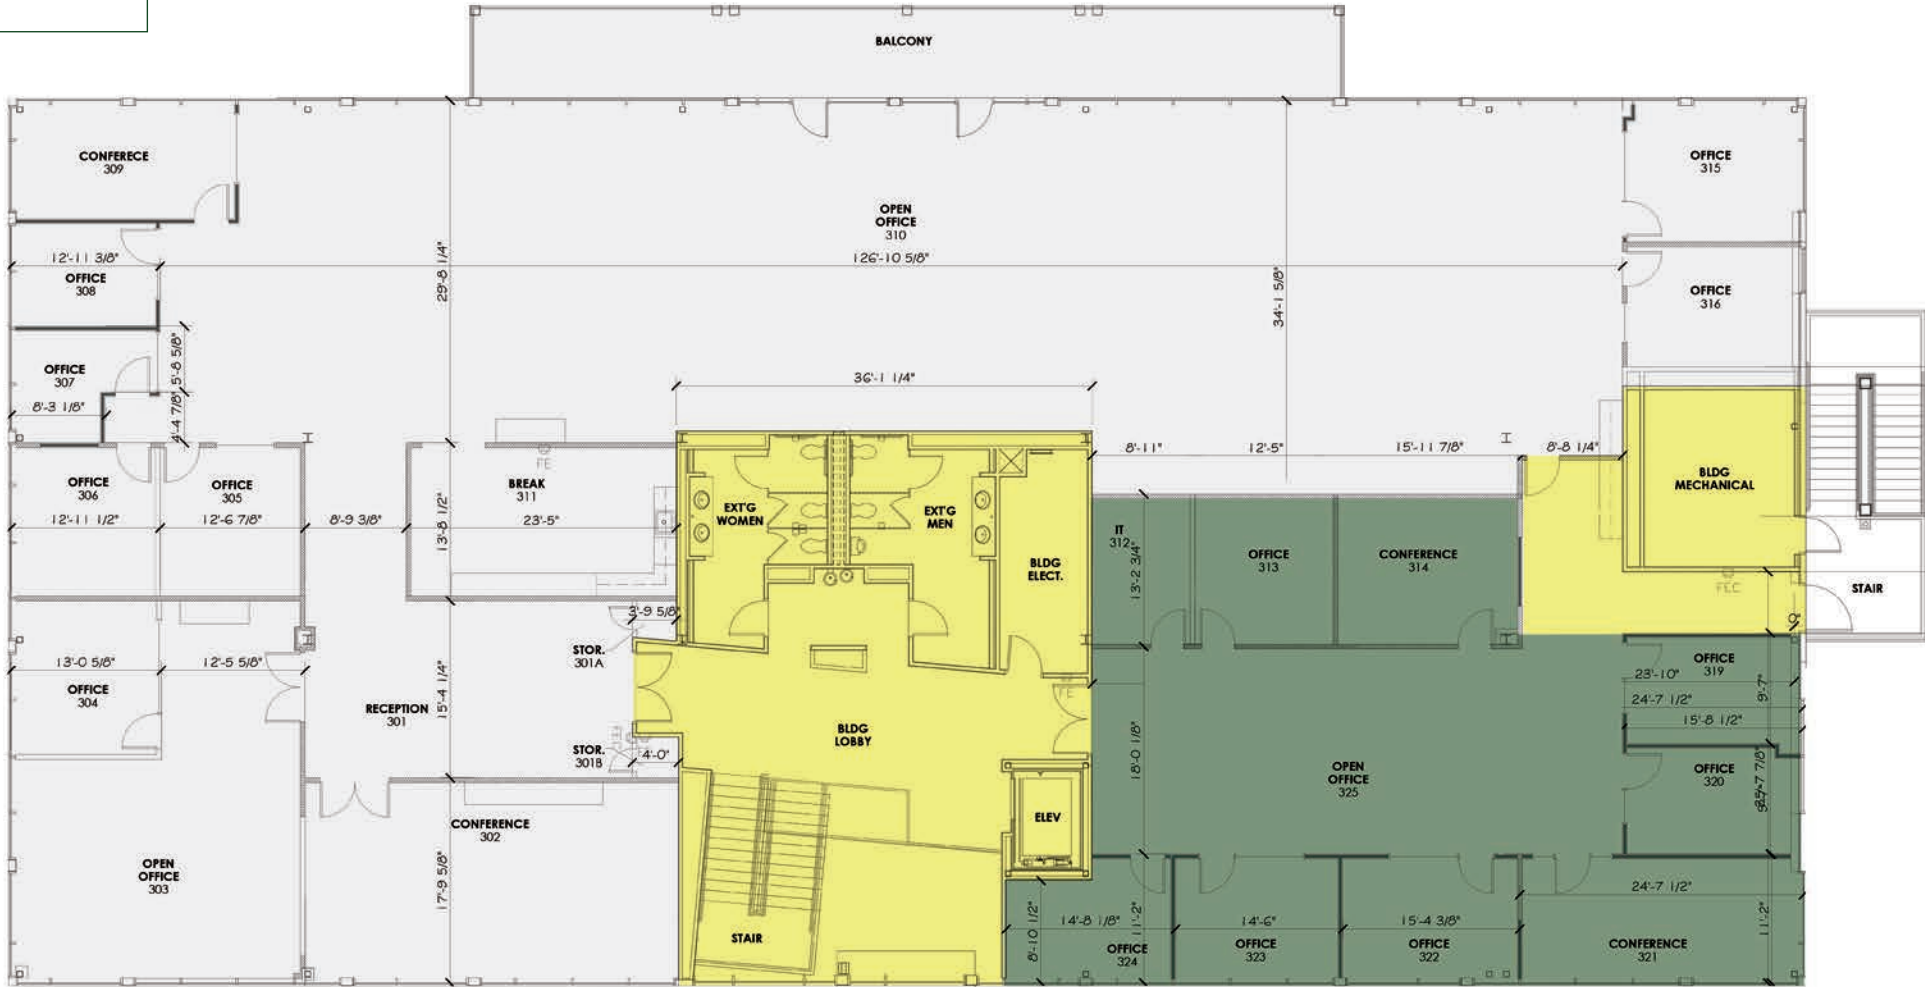 BALCONY
CONFERECE
309
OFFICE
315
OPEN
OFFICE
310
12'-11 3/8"
126'-10 5/8"
29'-8 1/4"
34'-1 5/8"
OFFICE
308
OFFICE
316
5'-8 5/8"
OFFICE
307
8'-3 1/8"
4'-4 7/8"
36'-1 1/4"
8'-11"
12'-5"
15'-11 7/8"
8'-8 1/4"
FE
OFFICE
306
OFFICE
305
BREAK
311
12'-11 1/2"
12'-6 7/8"
8'-9 3/8"
13'-8 1/2"
23'-5"
EXT'G
WOMEN
EXT'G
MEN
BLDG
ELECT.
BLDG
MECHANICAL
IT
312
13'-2 3/4"
OFFICE
313
CONFERENCE
314
FEC
STAIR
3'-9 5/8"
STOR.
301A
13'-0 5/8"
12'-5 5/8"
OFFICE
304
RECEPTION
301
15'-4 1/4"
STOR.
301B
4'-0"
BLDG
LOBBY
FE
OFFICE
319
23'-10"
24'-7 1/2"
15'-8 1/2"
9'-7"
18'-0 1/8"
OPEN
OFFICE
325
OFFICE
320
ELEV
CONFERENCE
302
17'-9 5/8"
OPEN
OFFICE
303
STAIR
8'-10 1/2"
14'-8 1/8"
11'-2"
OFFICE
324
14'-6"
OFFICE
323
15'-4 3/8"
OFFICE
322
24'-7 1/2"
CONFERENCE
321
11'-2"